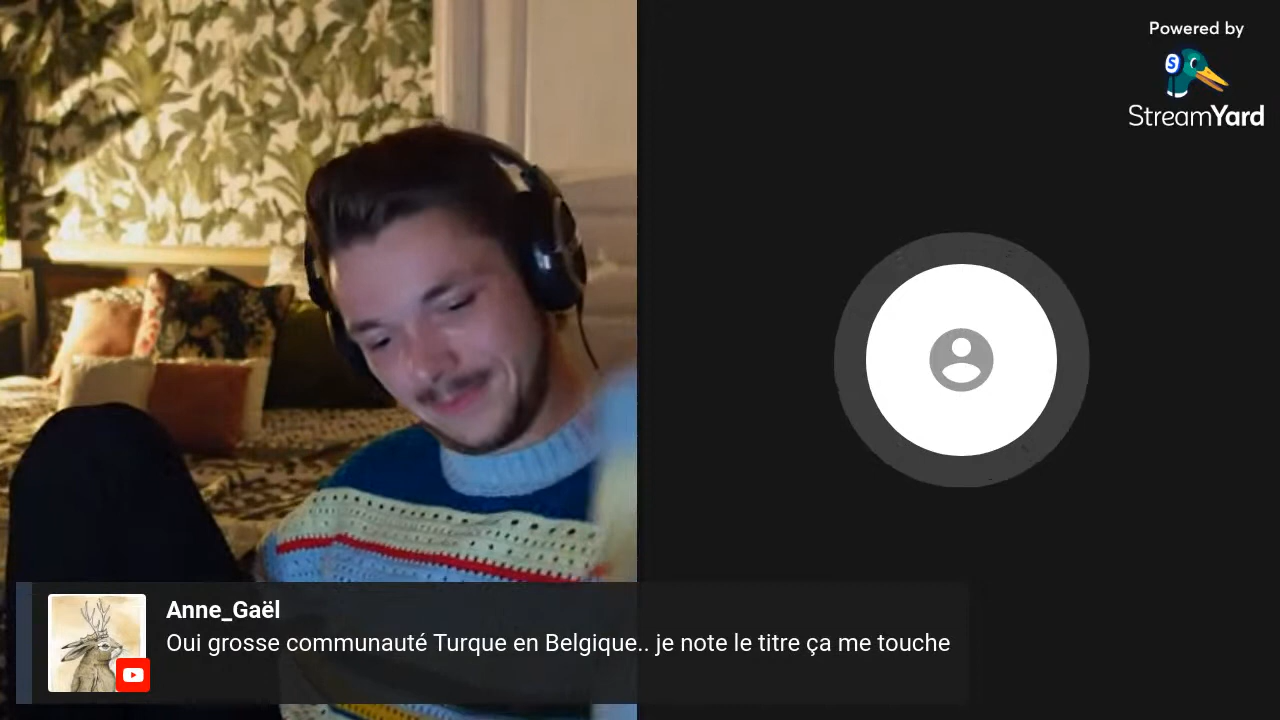 Powered by
StreamYard
Anne_Gaël
Oui grosse communauté Turque en Belgique.. je note le titre ça me touche